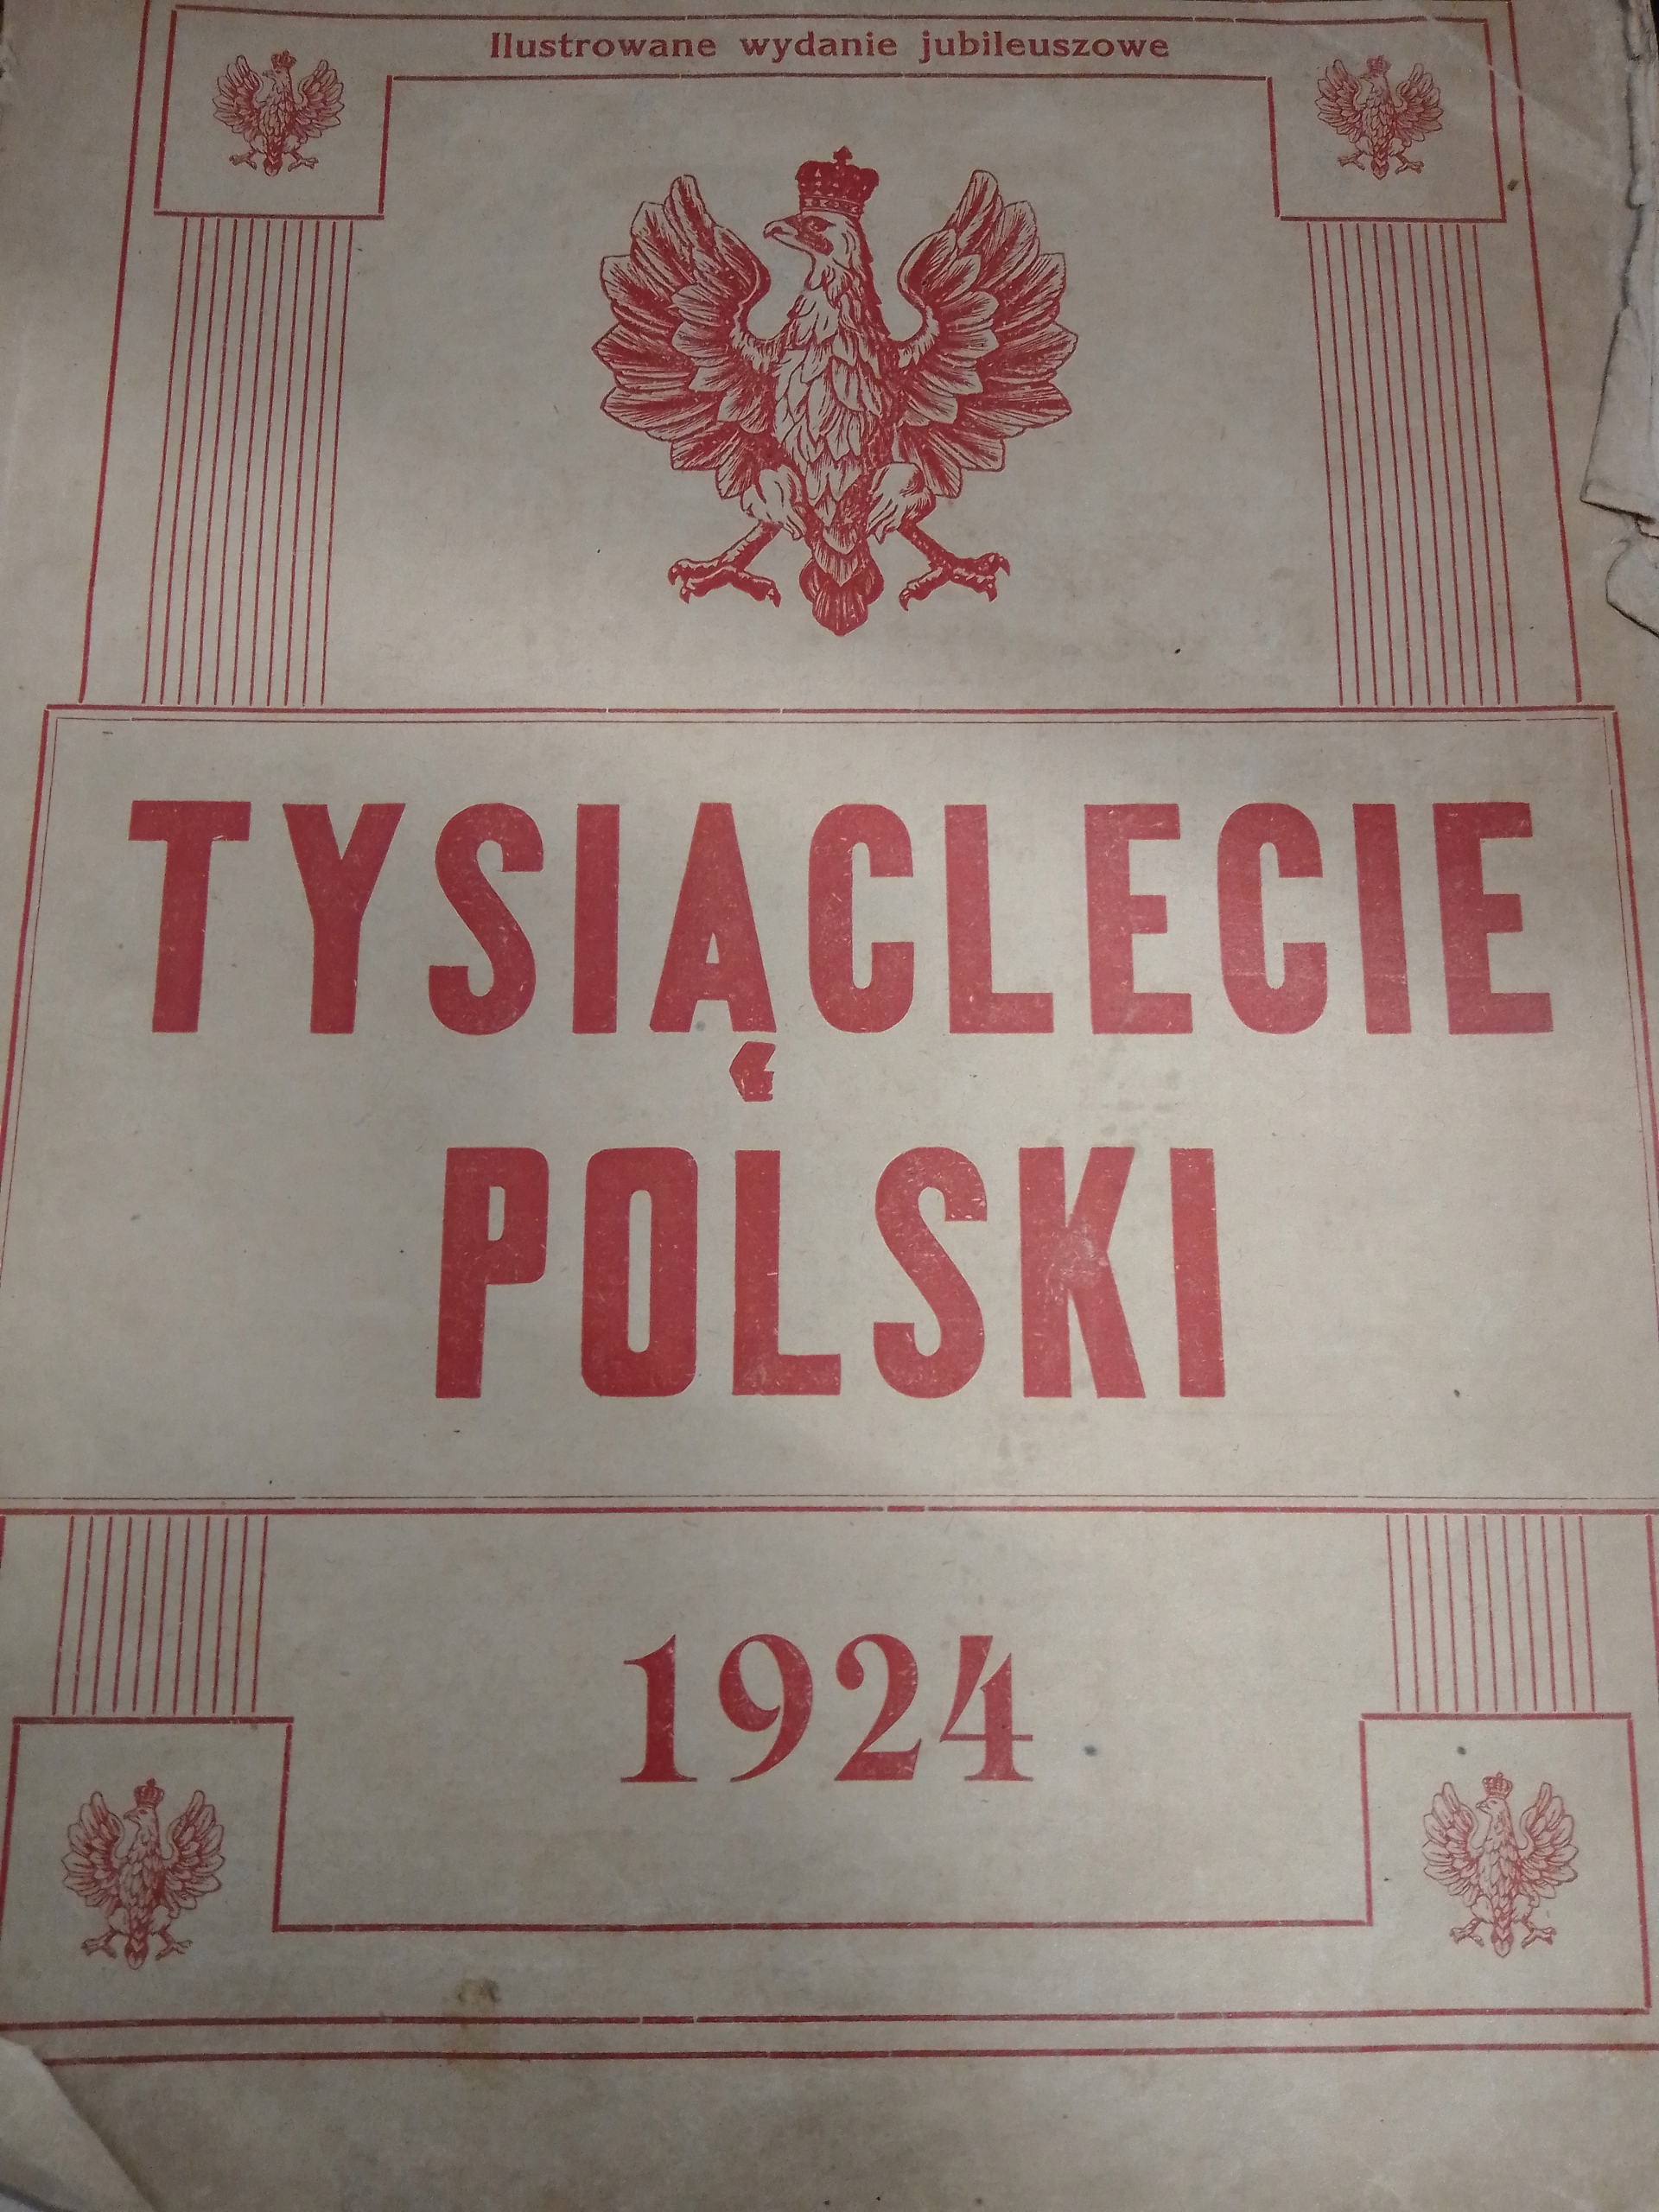 Ilustrowane wydanie jubileuszowe
TYSIĄCLECIE
POLSKI
1924